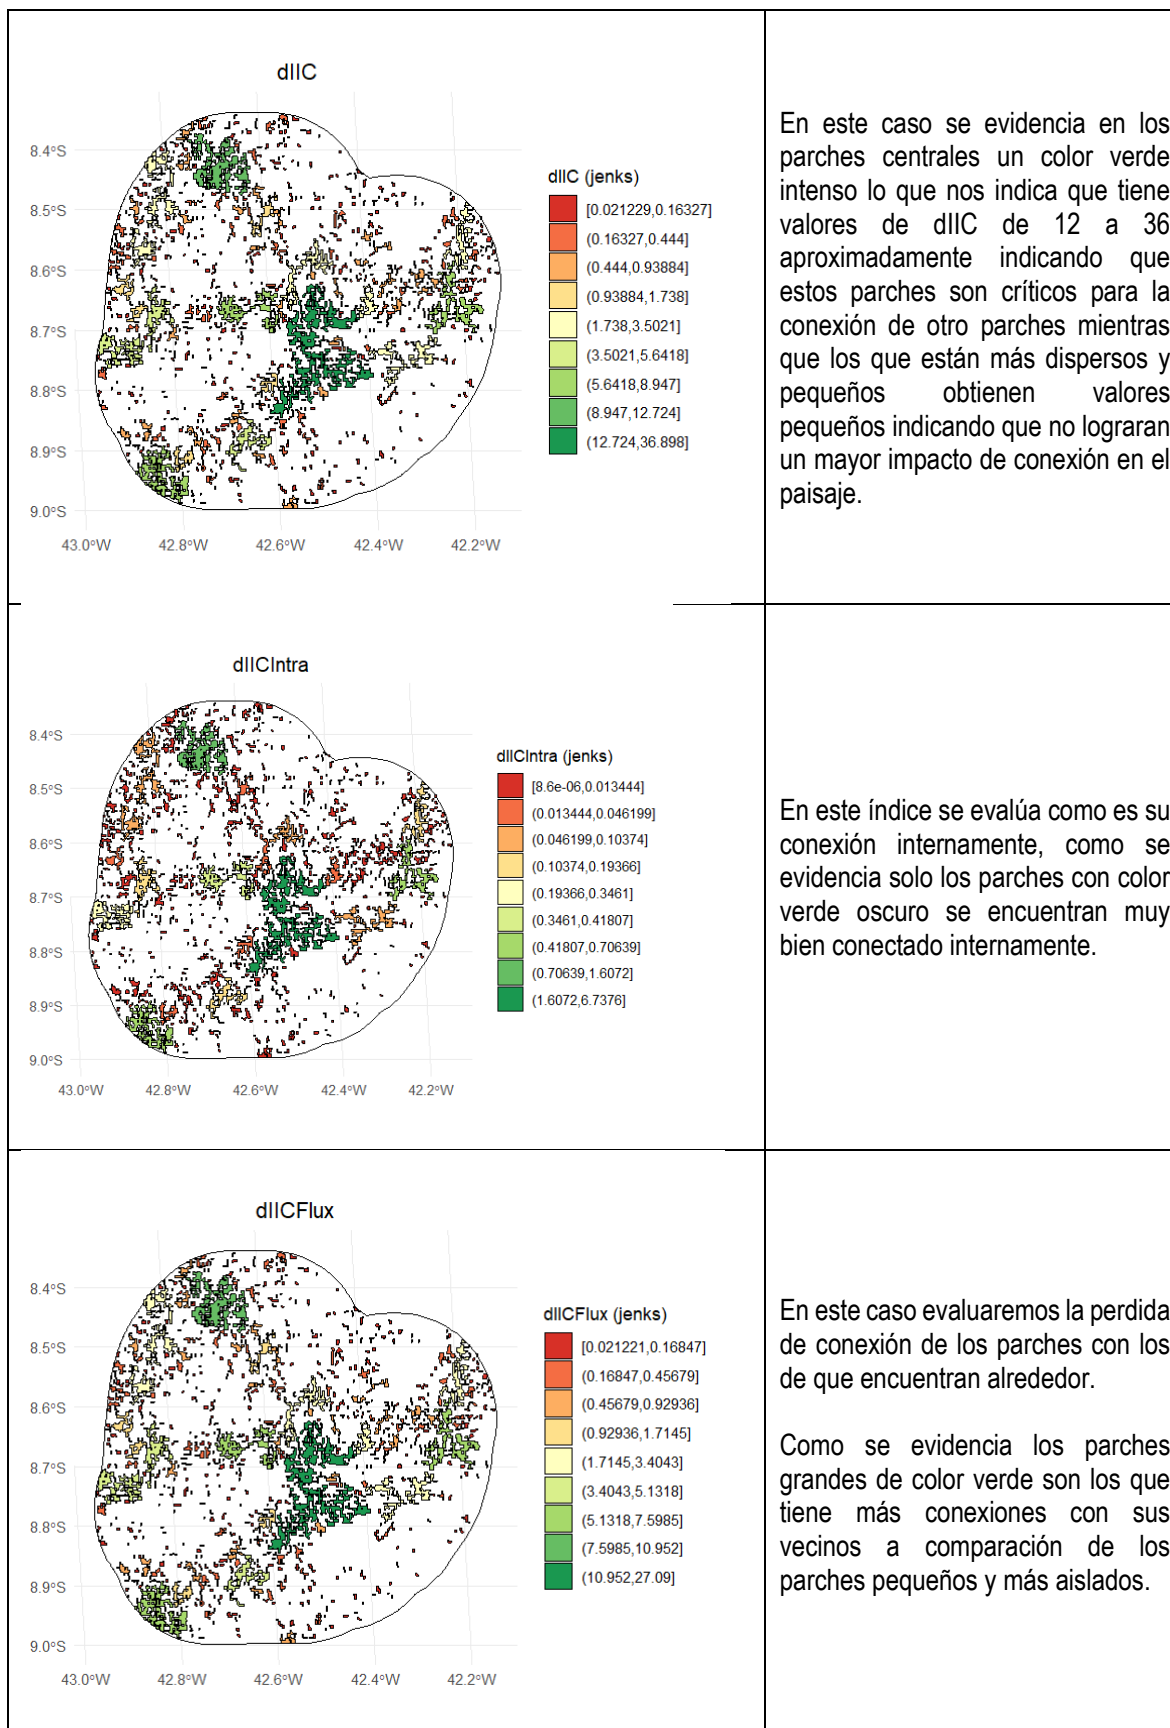 dIIC
8.4°S
8.5°S
8.6°S
8.7°S
8.8°S
8.9°S
9.0°S
43.0°W 42.8°W 42.6°W 42.4°W 42.2°W
dIIC (jenks)
[0.021229,0.16327]
(0.16327,0.444]
(0.444,0.93884]
(0.93884,1.738]
(1.738,3.5021]
(3.5021,5.6418]
(5.6418,8.947]
(8.947,12.724]
(12.724,36.898]
En este caso se evidencia en los
parches centrales un color verde
intenso lo que nos indica que tiene
valores de dIIC de 12 a 36
aproximadamente indicando que
estos parches son críticos para la
conexión de otro parches mientras
que los que están más dispersos y
pequeños obtienen valores
pequeños indicando que no lograran
un mayor impacto de conexión en el
paisaje.
dIICIntra
8.4°S
8.5°S
8.6°S
8.7°S
8.8°S
8.9°S
9.0°S
43.0°W 42.8°W 42.6°W 42.4°W 42.2°W
dIICIntra (jenks)
[8.6e-06,0.013444]
(0.013444,0.046199]
(0.046199,0.10374]
(0.10374,0.19366]
(0.19366,0.3461]
(0.3461,0.41807]
(0.41807,0.70639]
(0.70639,1.6072]
(1.6072,6.7376]
En este índice se evalúa como es su
conexión internamente, como se
evidencia solo los parches con color
verde oscuro se encuentran muy
bien conectado internamente.
dIICFlux
8.4°S
8.5°S
8.6°S
8.7°S
8.8°S
8.9°S
9.0°S
43.0°W 42.8°W 42.6°W 42.4°W 42.2°W
dIICFlux (jenks)
[0.021221,0.16847]
(0.16847,0.45679]
(0.45679,0.92936]
(0.92936,1.7145]
(1.7145,3.4043]
(3.4043,5.1318]
(5.1318,7.5985]
(7.5985,10.952]
(10.952,27.09]
En este caso evaluaremos la perdida
de conexión de los parches con los
de que encuentran alrededor.
Como se evidencia los parches
grandes de color verde son los que
tiene más conexiones con sus
vecinos a comparación de los
parches pequeños y más aislados.